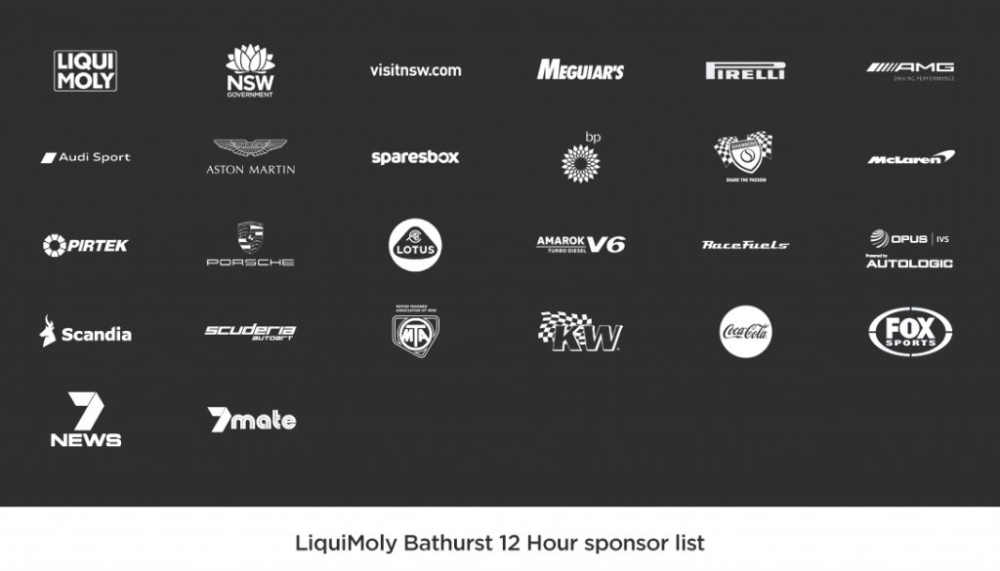 LIQUI
MOLY
NSW
GOVERNMENT
visitnsw.com
MEGUIAR'S
PIRELLI
AMG
DRIVING PERFORMANCE
Audi Sport
ASTON MARTIN
ASTON MARTIN
sparesbox
bp
SHANNONS
SHARE THE PASSION
McLaren
PIRTEK
PORSCHE
LOTUS
AMAROK
TURBO DIESEL
V6
RaceFuels
OPUS | IVS
Powered by
AUTOLOGIC
Scandia
scuderia
autoart
MOTOR TRADERS'
ASSOCIATION OF NSW
MTA
KW
Coca-Cola
FOX
SPORTS
7
NEWS
7mate
LiquiMoly Bathurst 12 Hour sponsor list